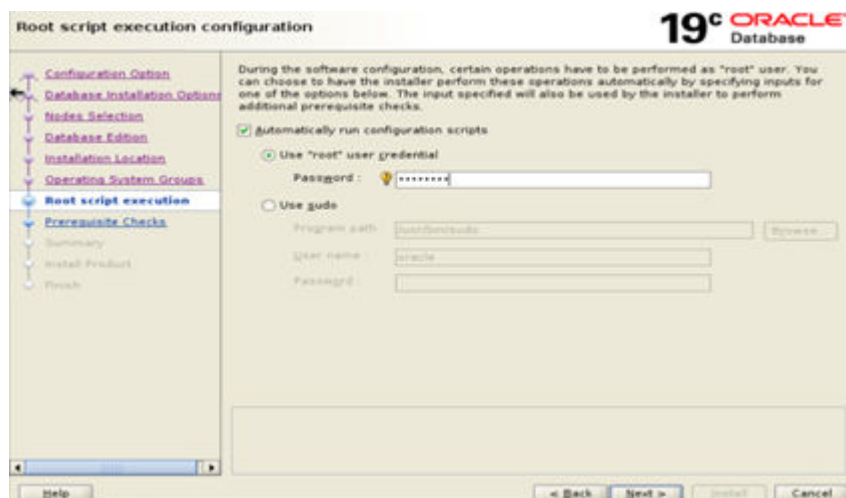 Root script execution configuration
19c ORACLE
Database
Configuration Option
Database Installation Options
Nodes Selection
Database Edition
Installation Location
Operating System Groups
Root script execution
Prerequisite Checks
Summary
Install Product
Finish
During the software configuration, certain operations have to be performed as "root" user. You
can choose to have the installer perform these operations automatically by specifying inputs for
one of the options below. The input specified will also be used by the installer to perform
additional prerequisite checks.
Automatically run configuration scripts
Use "root" user credential
Password : ••••••••
Use sudo
Program path /usr/bin/sudo Browse...
User name : oracle
Password :
Help < Back Next > Install Cancel